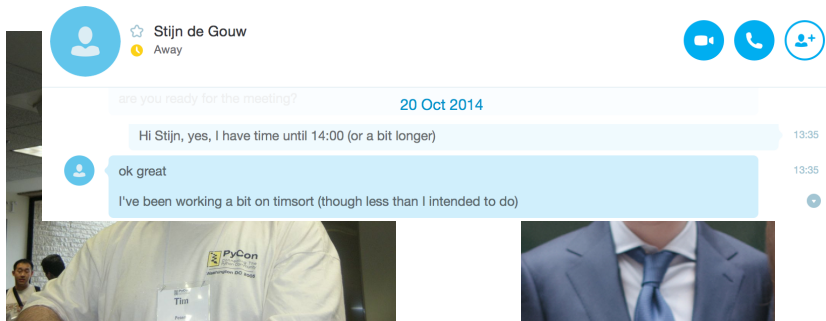 Stijn de Gouw
Away
are you ready for the meeting?
20 Oct 2014
Hi Stijn, yes, I have time until 14:00 (or a bit longer)
13:35
ok great
13:35
I've been working a bit on timsort (though less than I intended to do)
PyCon
Tim